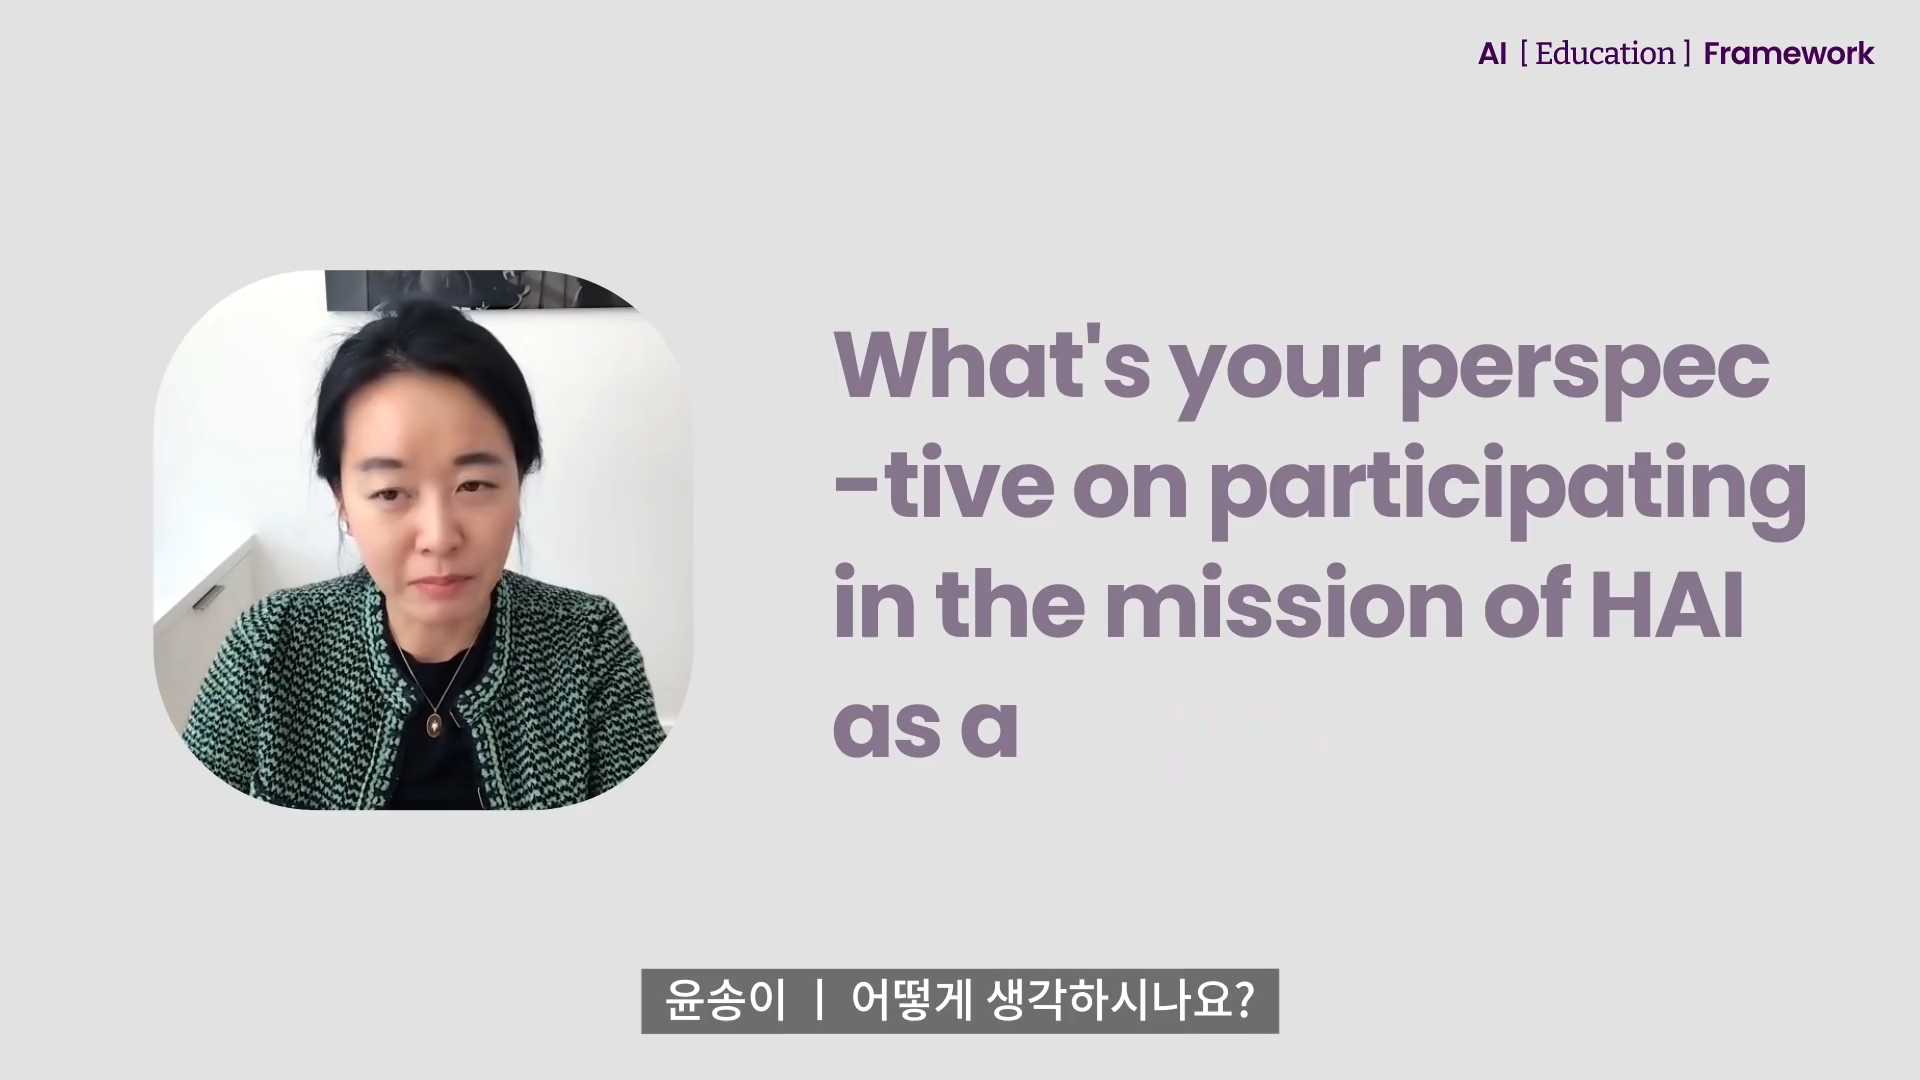 AI [ Education ] Framework
What's your perspec
-tive on participating
in the mission of HAI
as a
윤송이 ㅣ 어떻게 생각하시나요?